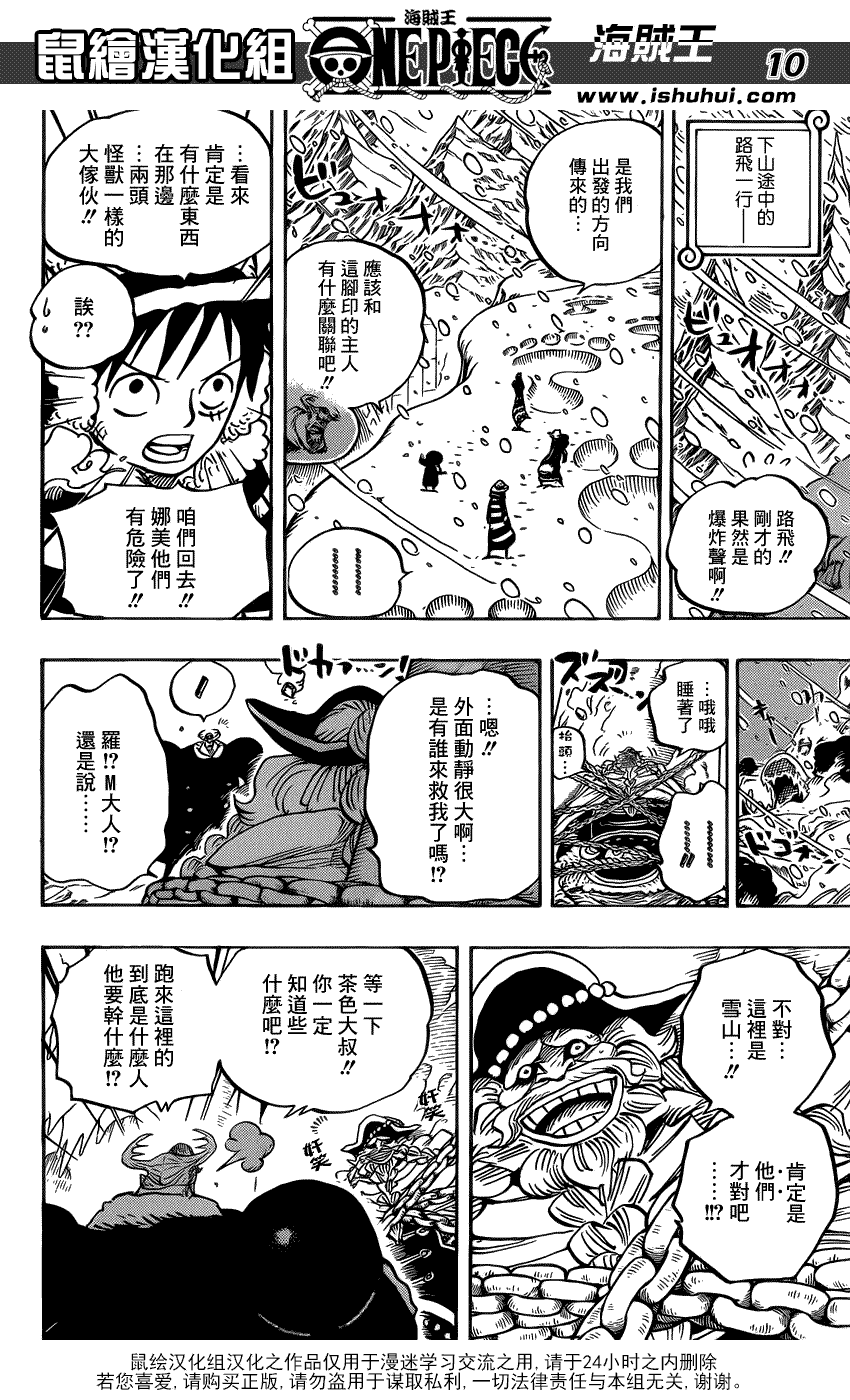 鼠繪漢化組
海賊王
ONE PIECE
海賊王
10
www.ishuhui.com
下山途中的
路飛一行——
路飛!!
剛才的
果然是
爆炸聲啊!!
是我們
出發的方向
傳來的…
ビュオオオ
應該和
這腳印的主人
有什麼關聯吧!!
…………
…看來
肯定是
有什麼東西
在那邊
…兩頭
怪獸一樣的
大傢伙!!
誒??
咱們回去!!
娜美他們
有危險了!!
ドゴォ
…哦哦
睡著了
抬頭…
…嗯!!
外面動靜很大啊…
是有誰來救我了嗎!?
羅!?M大人!?
還是說……
不對…
這裡是
雪山…!!
肯定是
他們
才對吧
……!!?
等一下
茶色大叔!!
你一定
知道些
什麼吧!?
奸笑
奸笑
跑來這裡的
到底是什麼人
他要幹什麼!?
鼠绘汉化组汉化之作品仅用于漫迷学习交流之用,请于24小时之内删除
若您喜爱,请购买正版,请勿用于谋取私利,一切法律责任与本组无关,谢谢。